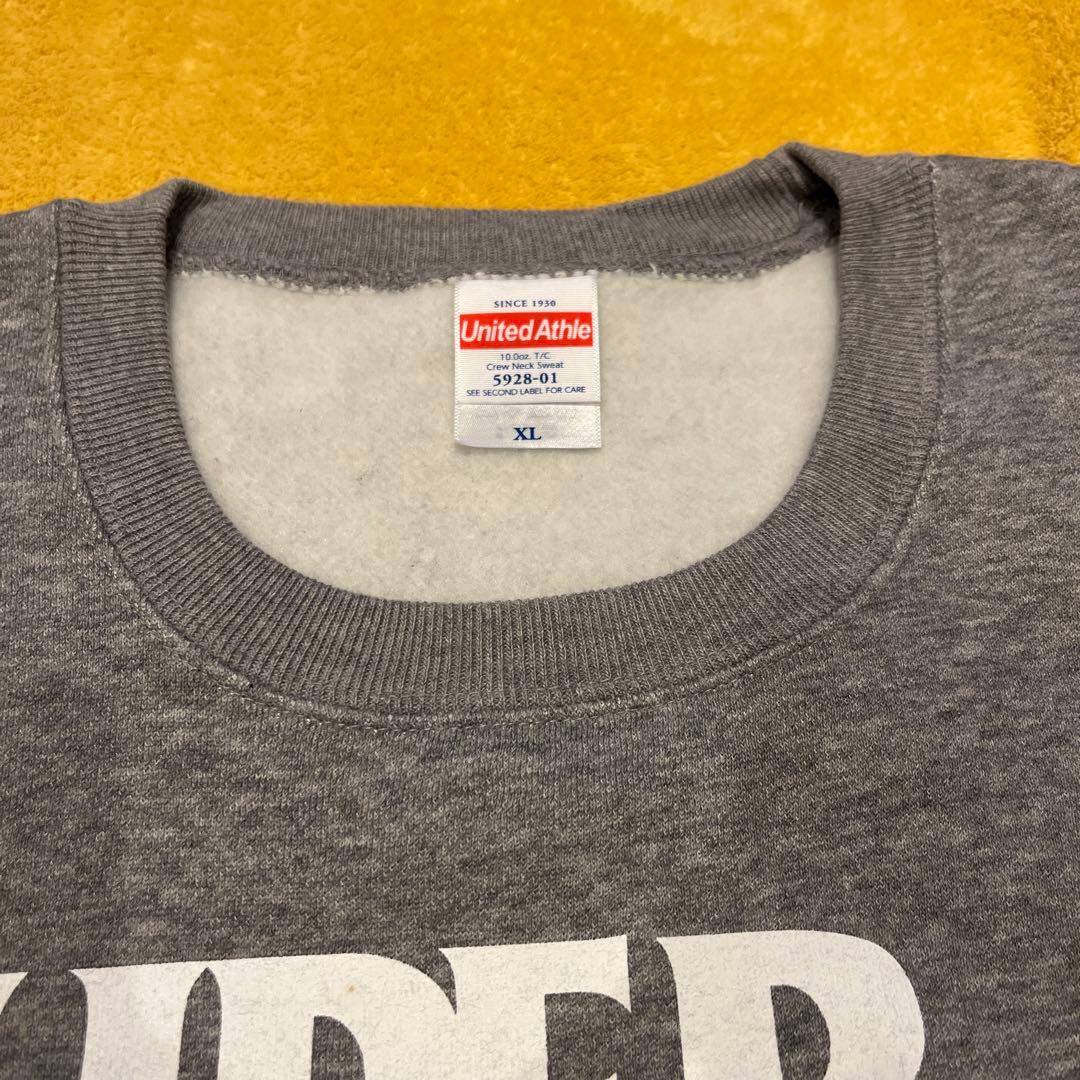 SINCE 1930
United Athle
10.0oz. T/C
Crew Neck Sweat
5928-01
SEE SECOND LABEL FOR CARE
XL